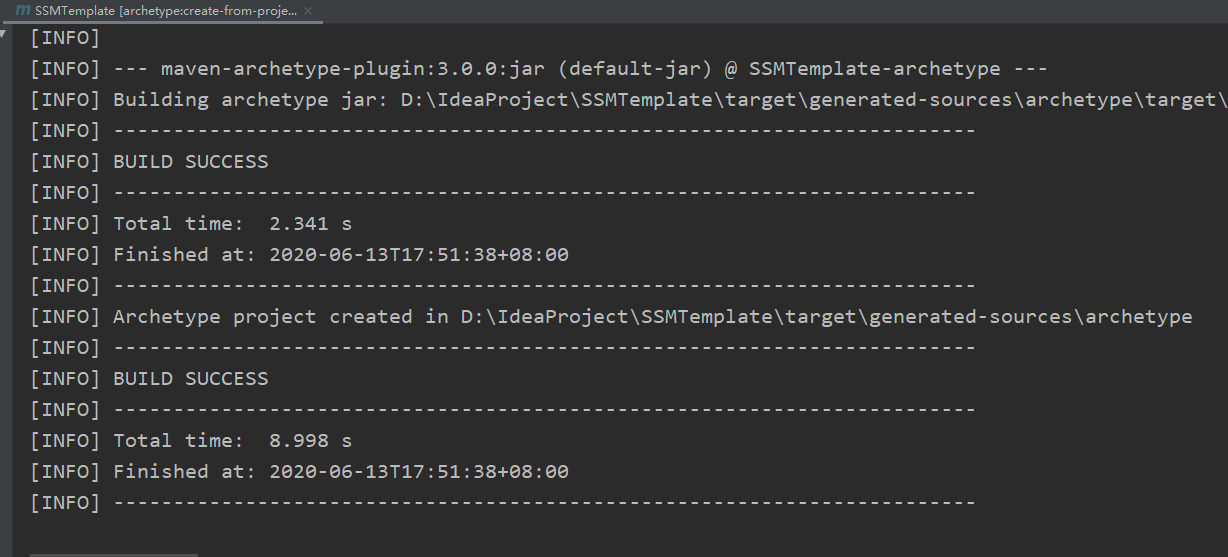 SSMTemplate [archetype:create-from-proje...
[INFO]
[INFO] --- maven-archetype-plugin:3.0.0:jar (default-jar) @ SSMTemplate-archetype ---
[INFO] Building archetype jar: D:\IdeaProject\SSMTemplate\target\generated-sources\archetype\target\
[INFO] ------------------------------------------------------------------------
[INFO] BUILD SUCCESS
[INFO] ------------------------------------------------------------------------
[INFO] Total time:  2.341 s
[INFO] Finished at: 2020-06-13T17:51:38+08:00
[INFO] ------------------------------------------------------------------------
[INFO] Archetype project created in D:\IdeaProject\SSMTemplate\target\generated-sources\archetype
[INFO] ------------------------------------------------------------------------
[INFO] BUILD SUCCESS
[INFO] ------------------------------------------------------------------------
[INFO] Total time:  8.998 s
[INFO] Finished at: 2020-06-13T17:51:38+08:00
[INFO] ------------------------------------------------------------------------